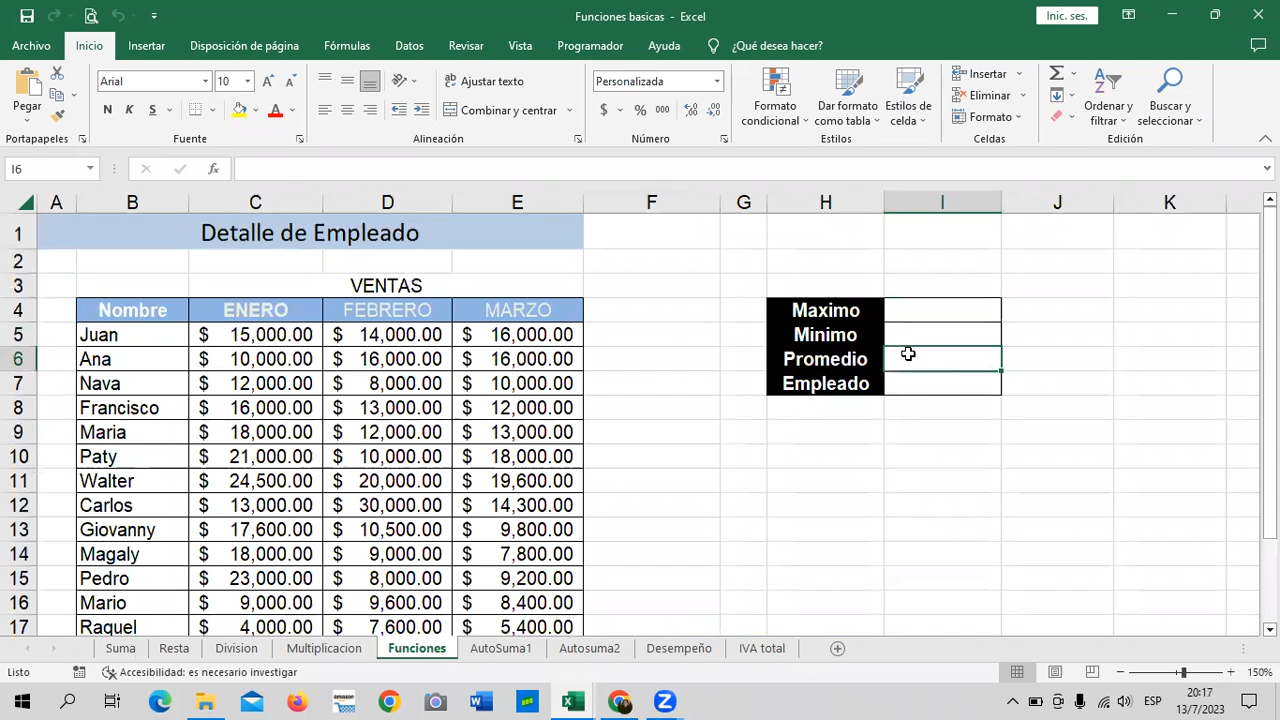 Funciones basicas - Excel
Inic. ses.
Archivo Inicio Insertar Disposición de página Fórmulas Datos Revisar Vista Programador Ayuda ¿Qué desea hacer?
Pegar
Arial 10
N K S
Ajustar texto
Combinar y centrar
Personalizada
$ % 000
Formato condicional
Dar formato como tabla
Estilos de celda
Insertar
Eliminar
Formato
Ordenar y filtrar
Buscar y seleccionar
Portapapeles Fuente Alineación Número Estilos Celdas Edición
I6 fx
A B C D E F G H I J K
1 Detalle de Empleado
2
3 VENTAS
4 Nombre ENERO FEBRERO MARZO Maximo
5 Juan $ 15,000.00 $ 14,000.00 $ 16,000.00 Minimo
6 Ana $ 10,000.00 $ 16,000.00 $ 16,000.00 Promedio
7 Nava $ 12,000.00 $ 8,000.00 $ 10,000.00 Empleado
8 Francisco $ 16,000.00 $ 13,000.00 $ 12,000.00
9 Maria $ 18,000.00 $ 12,000.00 $ 13,000.00
10 Paty $ 21,000.00 $ 10,000.00 $ 18,000.00
11 Walter $ 24,500.00 $ 20,000.00 $ 19,600.00
12 Carlos $ 13,000.00 $ 30,000.00 $ 14,300.00
13 Giovanny $ 17,600.00 $ 10,500.00 $ 9,800.00
14 Magaly $ 18,000.00 $ 9,000.00 $ 7,800.00
15 Pedro $ 23,000.00 $ 8,000.00 $ 9,200.00
16 Mario $ 9,000.00 $ 9,600.00 $ 8,400.00
17 Raquel $ 4,000.00 $ 7,600.00 $ 5,400.00
Suma Resta Division Multiplicacion Funciones AutoSuma1 AutoSuma2 Desempeño IVA total
Listo Accesibilidad: es necesario investigar 150%
ESP
20:17
13/7/2023